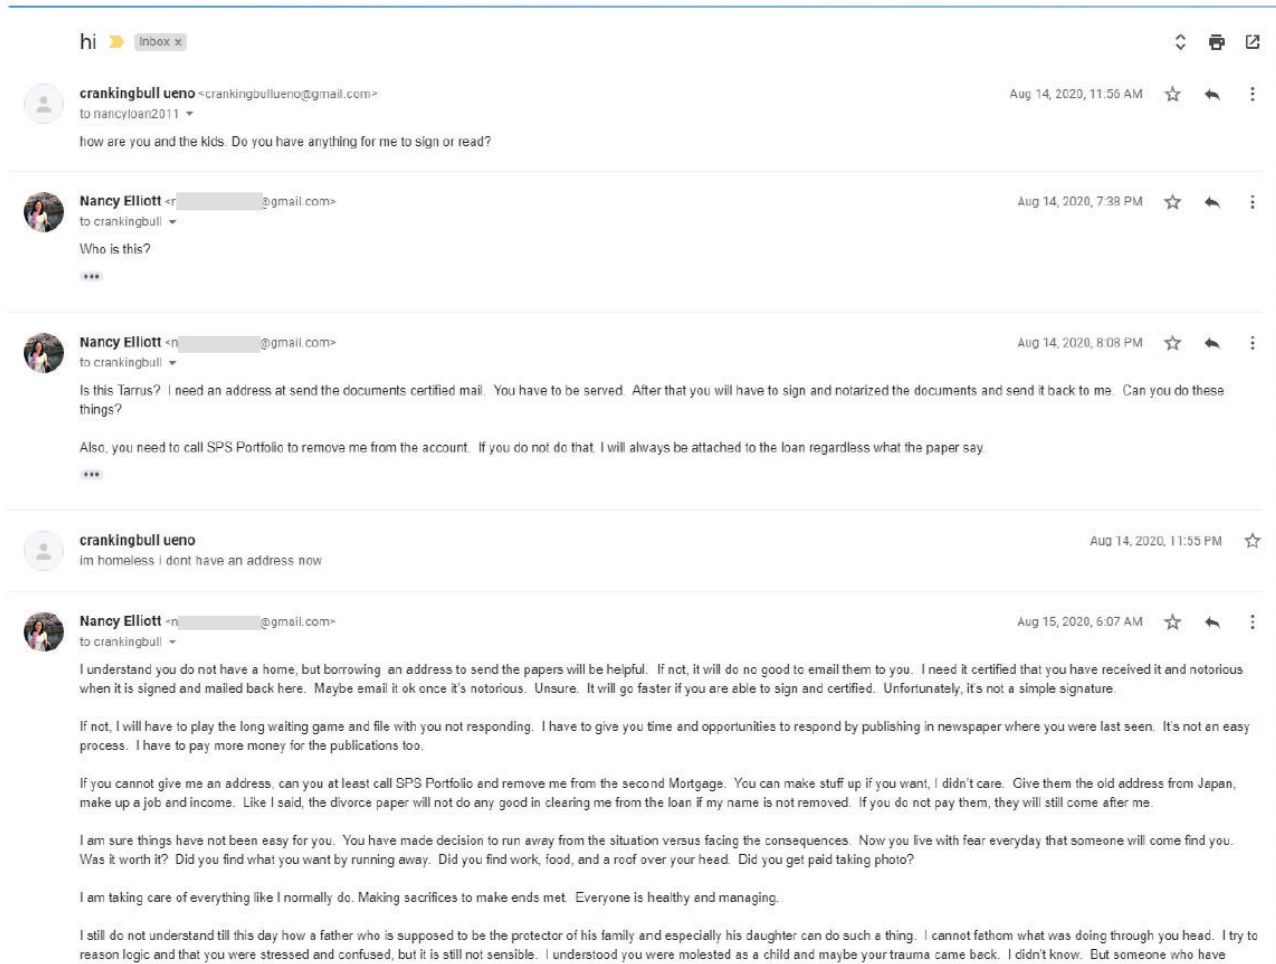 hi Inbox x
crankingbull ueno <crankingbullueno@gmail.com> Aug 14, 2020, 11:56 AM
to nancyloan2011
how are you and the kids. Do you have anything for me to sign or read?
Nancy Elliott <r @gmail.com> Aug 14, 2020, 7:38 PM
to crankingbull
Who is this?
•••
Nancy Elliott <n @gmail.com> Aug 14, 2020, 8:08 PM
to crankingbull
Is this Tarrus? I need an address at send the documents certified mail. You have to be served. After that you will have to sign and notarized the documents and send it back to me. Can you do these
things?
Also, you need to call SPS Portfolio to remove me from the account. If you do not do that, I will always be attached to the loan regardless what the paper say.
•••
crankingbull ueno Aug 14, 2020, 11:55 PM
im homeless i dont have an address now
Nancy Elliott <n @gmail.com> Aug 15, 2020, 6:07 AM
to crankingbull
I understand you do not have a home, but borrowing an address to send the papers will be helpful. If not, it will do no good to email them to you. I need it certified that you have received it and notorious
when it is signed and mailed back here. Maybe email it ok once it's notorious. Unsure. It will go faster if you are able to sign and certified. Unfortunately, it's not a simple signature.
If not, I will have to play the long waiting game and file with you not responding. I have to give you time and opportunities to respond by publishing in newspaper where you were last seen. It's not an easy
process. I have to pay more money for the publications too.
If you cannot give me an address, can you at least call SPS Portfolio and remove me from the second Mortgage. You can make stuff up if you want, I didn't care. Give them the old address from Japan,
make up a job and income. Like I said, the divorce paper will not do any good in clearing me from the loan if my name is not removed. If you do not pay them, they will still come after me.
I am sure things have not been easy for you. You have made decision to run away from the situation versus facing the consequences. Now you live with fear everyday that someone will come find you.
Was it worth it? Did you find what you want by running away. Did you find work, food, and a roof over your head. Did you get paid taking photo?
I am taking care of everything like I normally do. Making sacrifices to make ends met. Everyone is healthy and managing.
I still do not understand till this day how a father who is supposed to be the protector of his family and especially his daughter can do such a thing. I cannot fathom what was doing through you head. I try to
reason logic and that you were stressed and confused, but it is still not sensible. I understood you were molested as a child and maybe your trauma came back. I didn't know. But someone who have